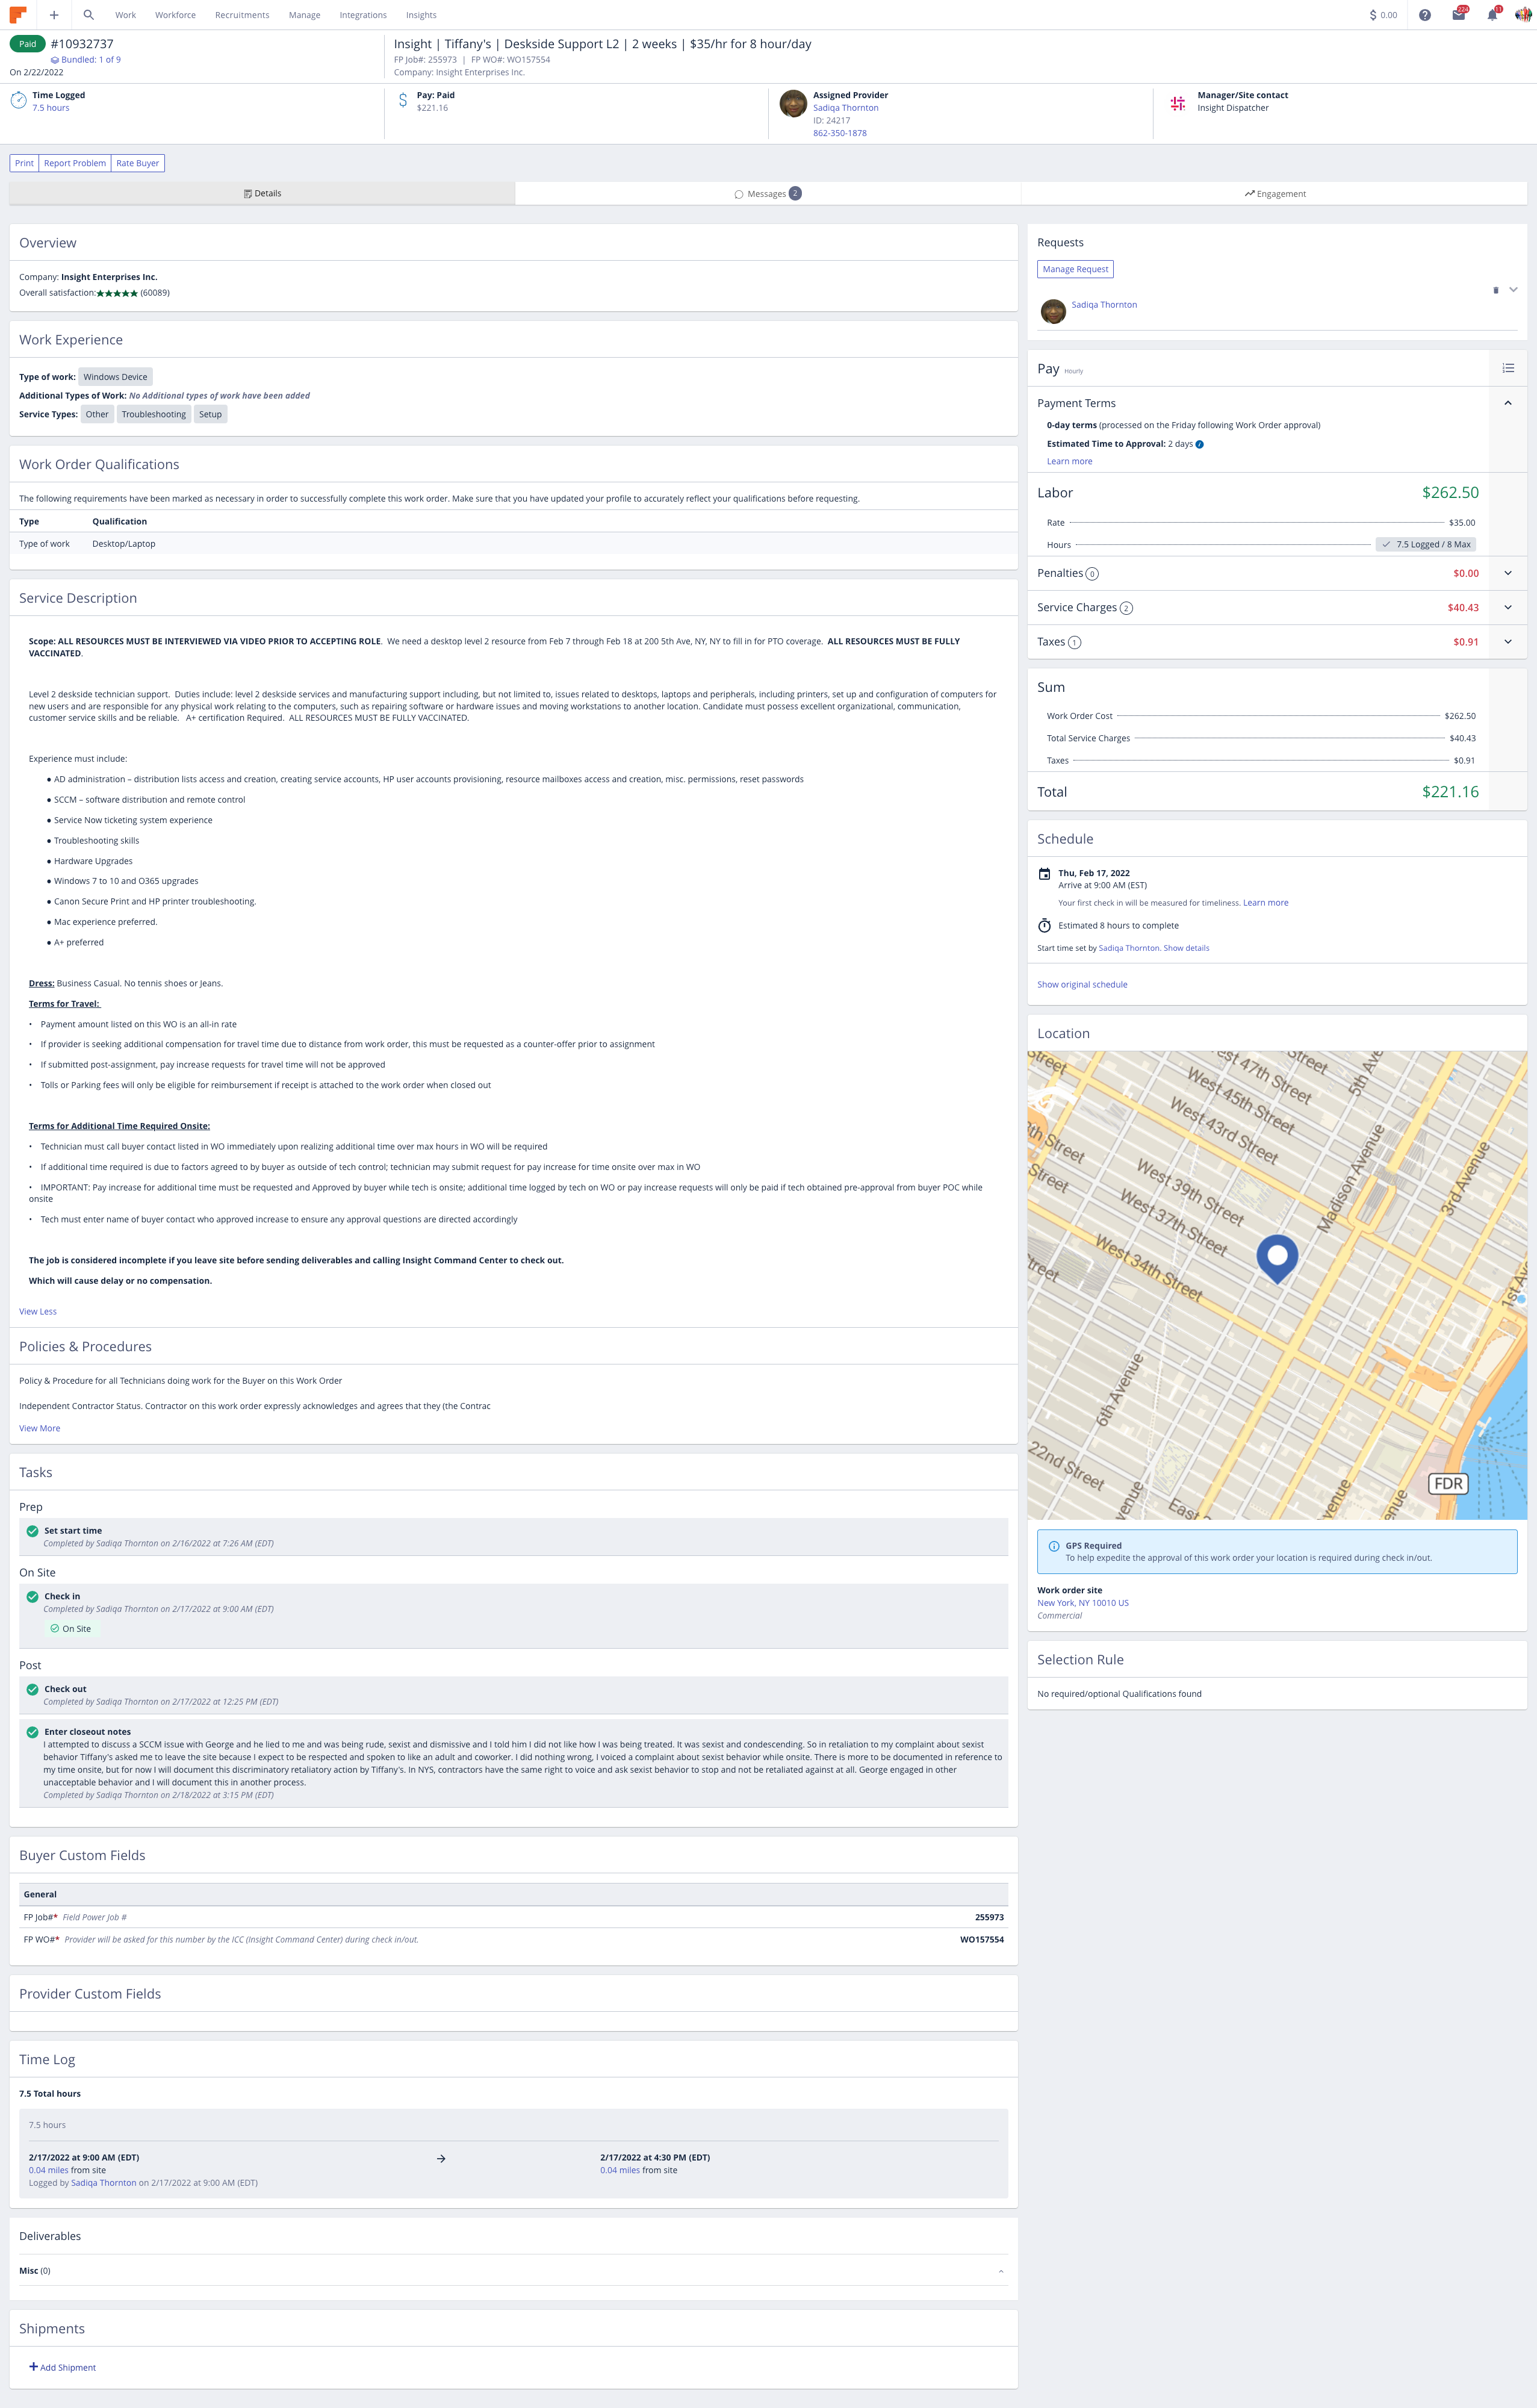 Work Workforce Recruitments Manage Integrations Insights $ 0.00 224 11
Paid #10932737
Bundled: 1 of 9
On 2/22/2022
Insight | Tiffany's | Deskside Support L2 | 2 weeks | $35/hr for 8 hour/day
FP Job#: 255973 | FP WO#: WO157554
Company: Insight Enterprises Inc.
Time Logged
7.5 hours
Pay: Paid
$221.16
Assigned Provider
Sadiqa Thornton
ID: 24217
862-350-1878
Manager/Site contact
Insight Dispatcher
Print Report Problem Rate Buyer
Details Messages 2 Engagement
Overview
Company: Insight Enterprises Inc.
Overall satisfaction:★★★★★ (60089)
Work Experience
Type of work: Windows Device
Additional Types of Work: No Additional types of work have been added
Service Types: Other Troubleshooting Setup
Work Order Qualifications
The following requirements have been marked as necessary in order to successfully complete this work order. Make sure that you have updated your profile to accurately reflect your qualifications before requesting.
Type Qualification
Type of work Desktop/Laptop
Service Description
Scope: ALL RESOURCES MUST BE INTERVIEWED VIA VIDEO PRIOR TO ACCEPTING ROLE. We need a desktop level 2 resource from Feb 7 through Feb 18 at 200 5th Ave, NY, NY to fill in for PTO coverage. ALL RESOURCES MUST BE FULLY
VACCINATED.
Level 2 deskside technician support. Duties include: level 2 deskside services and manufacturing support including, but not limited to, issues related to desktops, laptops and peripherals, including printers, set up and configuration of computers for
new users and are responsible for any physical work relating to the computers, such as repairing software or hardware issues and moving workstations to another location. Candidate must possess excellent organizational, communication,
customer service skills and be reliable. A+ certification Required. ALL RESOURCES MUST BE FULLY VACCINATED.
Experience must include:
● AD administration – distribution lists access and creation, creating service accounts, HP user accounts provisioning, resource mailboxes access and creation, misc. permissions, reset passwords
● SCCM – software distribution and remote control
● Service Now ticketing system experience
● Troubleshooting skills
● Hardware Upgrades
● Windows 7 to 10 and O365 upgrades
● Canon Secure Print and HP printer troubleshooting.
● Mac experience preferred.
● A+ preferred
Dress: Business Casual. No tennis shoes or Jeans.
Terms for Travel:
• Payment amount listed on this WO is an all-in rate
• If provider is seeking additional compensation for travel time due to distance from work order, this must be requested as a counter-offer prior to assignment
• If submitted post-assignment, pay increase requests for travel time will not be approved
• Tolls or Parking fees will only be eligible for reimbursement if receipt is attached to the work order when closed out
Terms for Additional Time Required Onsite:
• Technician must call buyer contact listed in WO immediately upon realizing additional time over max hours in WO will be required
• If additional time required is due to factors agreed to by buyer as outside of tech control; technician may submit request for pay increase for time onsite over max in WO
• IMPORTANT: Pay increase for additional time must be requested and Approved by buyer while tech is onsite; additional time logged by tech on WO or pay increase requests will only be paid if tech obtained pre-approval from buyer POC while
onsite
• Tech must enter name of buyer contact who approved increase to ensure any approval questions are directed accordingly
The job is considered incomplete if you leave site before sending deliverables and calling Insight Command Center to check out.
Which will cause delay or no compensation.
View Less
Policies & Procedures
Policy & Procedure for all Technicians doing work for the Buyer on this Work Order
Independent Contractor Status. Contractor on this work order expressly acknowledges and agrees that they (the Contrac
View More
Tasks
Prep
Set start time
Completed by Sadiqa Thornton on 2/16/2022 at 7:26 AM (EDT)
On Site
Check in
Completed by Sadiqa Thornton on 2/17/2022 at 9:00 AM (EDT)
On Site
Post
Check out
Completed by Sadiqa Thornton on 2/17/2022 at 12:25 PM (EDT)
Enter closeout notes
I attempted to discuss a SCCM issue with George and he lied to me and was being rude, sexist and dismissive and I told him I did not like how I was being treated. It was sexist and condescending. So in retaliation to my complaint about sexist
behavior Tiffany's asked me to leave the site because I expect to be respected and spoken to like an adult and coworker. I did nothing wrong, I voiced a complaint about sexist behavior while onsite. There is more to be documented in reference to
my time onsite, but for now I will document this discriminatory retaliatory action by Tiffany's. In NYS, contractors have the same right to voice and ask sexist behavior to stop and not be retaliated against at all. George engaged in other
unacceptable behavior and I will document this in another process.
Completed by Sadiqa Thornton on 2/18/2022 at 3:15 PM (EDT)
Buyer Custom Fields
General
FP Job#* Field Power Job # 255973
FP WO#* Provider will be asked for this number by the ICC (Insight Command Center) during check in/out. WO157554
Provider Custom Fields
Time Log
7.5 Total hours
7.5 hours
2/17/2022 at 9:00 AM (EDT) → 2/17/2022 at 4:30 PM (EDT)
0.04 miles from site 0.04 miles from site
Logged by Sadiqa Thornton on 2/17/2022 at 9:00 AM (EDT)
Deliverables
Misc (0)
Shipments
+ Add Shipment
Requests
Manage Request
Sadiqa Thornton
Pay Hourly
Payment Terms
0-day terms (processed on the Friday following Work Order approval)
Estimated Time to Approval: 2 days
Learn more
Labor $262.50
Rate $35.00
Hours 7.5 Logged / 8 Max
Penalties 0 $0.00
Service Charges 2 $40.43
Taxes 1 $0.91
Sum
Work Order Cost $262.50
Total Service Charges $40.43
Taxes $0.91
Total $221.16
Schedule
Thu, Feb 17, 2022
Arrive at 9:00 AM (EST)
Your first check in will be measured for timeliness. Learn more
Estimated 8 hours to complete
Start time set by Sadiqa Thornton. Show details
Show original schedule
Location
Street
West 47th Street
5th Ave
West 45th Street
West 43rd Street
Madison Avenue
3rd Avenue
West 39th Street
West 37th Street
West 34th Street
1st Av
6th Avenue
22nd Street
FDR
GPS Required
To help expedite the approval of this work order your location is required during check in/out.
Work order site
New York, NY 10010 US
Commercial
Selection Rule
No required/optional Qualifications found